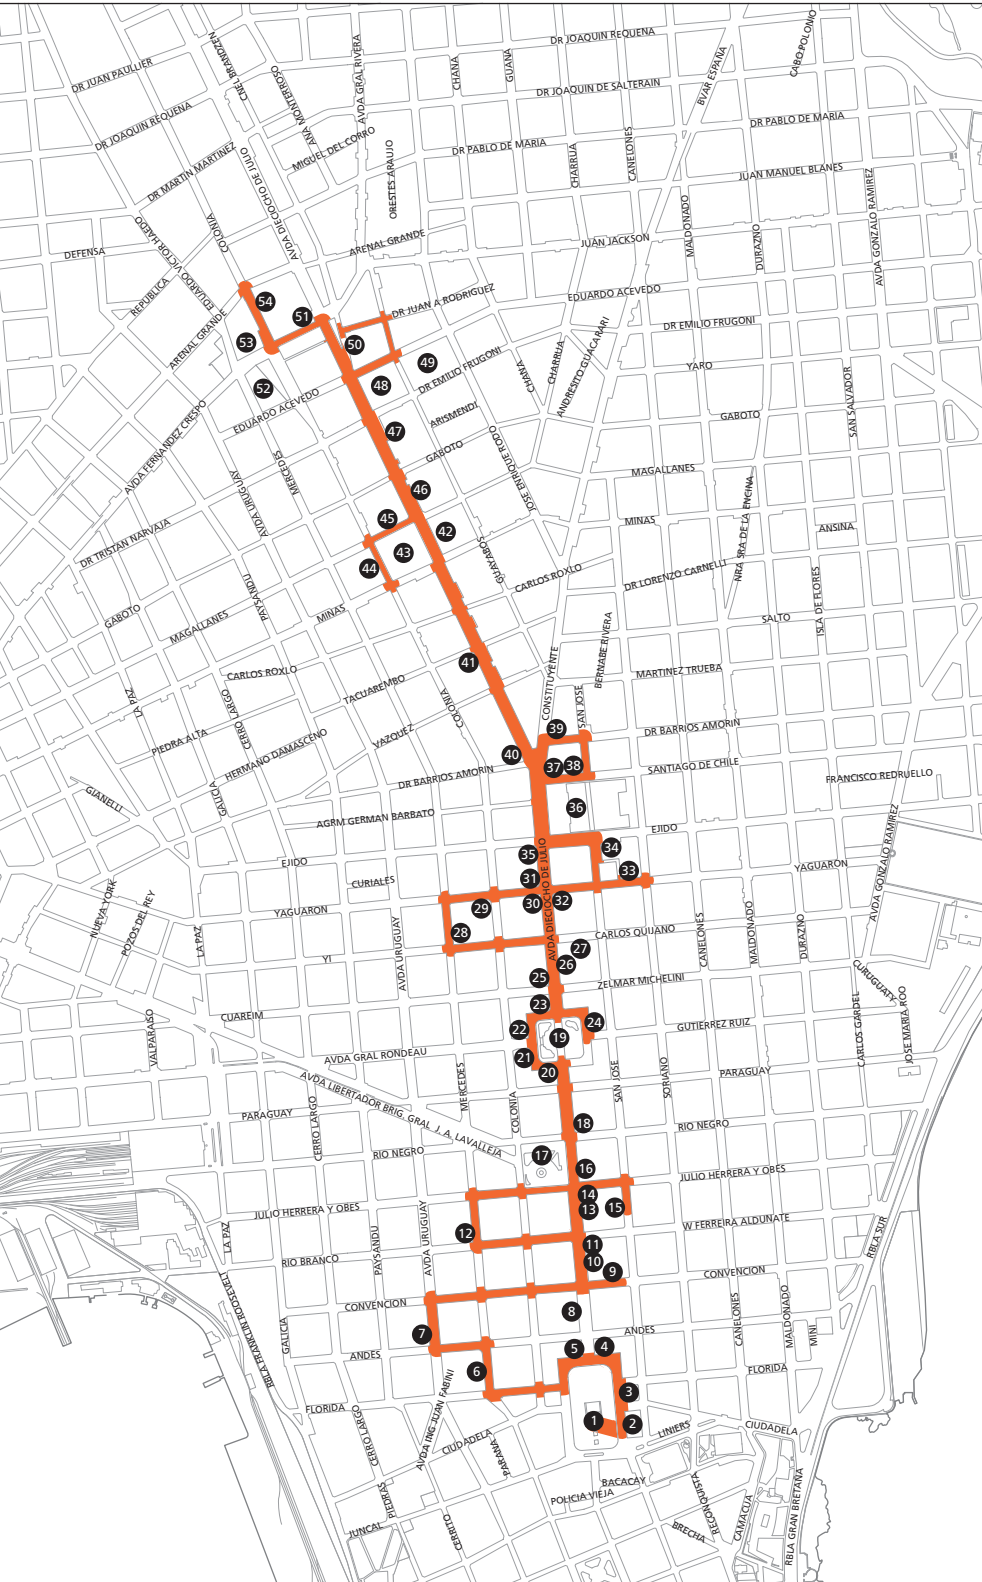 DR JOAQUIN REQUENA
CABO POLONIO
CNEL BRANDZEN
AVDA GRAL RIVERA
GUANA
CHANA
BVAR ESPAÑA
DR JUAN PAULLIER
ANA MONTERROSO
DR JOAQUIN DE SALTERAIN
DR JOAQUIN REQUENA
DR PABLO DE MARIA
MIGUEL DEL CORRO
DR PABLO DE MARIA
CHARRUA
CANELONES
DR MARTIN MARTINEZ
AVDA DIECIOCHO DE JULIO
ORESTES ARAUJO
JUAN MANUEL BLANES
AVDA GONZALO RAMIREZ
MALDONADO
DURAZNO
COLONIA
EDUARDO VICTOR HAEDO
DEFENSA
ARENAL GRANDE
JUAN JACKSON
REPUBLICA
54
DR JUAN A RODRIGUEZ
EDUARDO ACEVEDO
51
DR EMILIO FRUGONI
ARENAL GRANDE
53
50
49
DR EMILIO FRUGONI
CHANA
CHARRUA
ANDRESITO GUACARARI
YARO
52
48
EDUARDO ACEVEDO
ARISMENDI
GABOTO
SAN SALVADOR
47
AVDA FERNANDEZ CRESPO
GABOTO
JOSE ENRIQUE RODO
MAGALLANES
MERCEDES
AVDA URUGUAY
46
NRA SRA DE LA ENCINA
45
MINAS
ANSINA
DR TRISTAN NARVAJA
42
43
44
GUAYABOS
CARLOS ROXLO
DR LORENZO CARNELLI
PAYSANDU
ISLA DE FLORES
GABOTO
MAGALLANES
MINAS
SALTO
BERNABE RIVERA
41
CARLOS ROXLO
MARTINEZ TRUEBA
CONSTITUYENTE
SAN JOSE
LA PAZ
CERRO LARGO
TACUAREMBO
COLONIA
PIEDRA ALTA
HERMANO DAMASCENO
VAZQUEZ
39
DR BARRIOS AMORIN
40
37
38
SANTIAGO DE CHILE
FRANCISCO REDRUELLO
DR BARRIOS AMORIN
GIANELLI
GALICIA
36
AGRM GERMAN BARBATO
EJIDO
AVDA GONZALO RAMIREZ
EJIDO
35
34
AVDA DIECIOCHO DE JULIO
33
YAGUARON
CURIALES
31
30
32
29
YAGUARON
NUEVA YORK
POZOS DEL REY
28
LA PAZ
CARLOS QUIJANO
CANELONES
MALDONADO
DURAZNO
YI
AVDA URUGUAY
27
26
25
ZELMAR MICHELINI
CURUGUATY
23
CUAREIM
22
24
19
GUTIERREZ RUIZ
CARLOS GARDEL
JOSE MARIA ROO
VALPARAISO
AVDA GRAL RONDEAU
21
20
PARAGUAY
MERCEDES
COLONIA
SAN JOSE
SORIANO
AVDA LIBERTADOR BRIG. GRAL J. A. LAVALLEJA
PARAGUAY
CERRO LARGO
18
RIO NEGRO
RIO NEGRO
17
16
JULIO HERRERA Y OBES
14
15
13
JULIO HERRERA Y OBES
W FERREIRA ALDUNATE
LA PAZ
PAYSANDU
AVDA URUGUAY
12
11
10
RBLA SUR
RIO BRANCO
9
CONVENCION
RBLA FRANKLIN ROOSEVELT
GALICIA
CONVENCION
8
CANELONES
MALDONADO
MINI
7
ANDES
ANDES
5
4
6
FLORIDA
3
FLORIDA
CERRO LARGO
AVDA ING JUAN FABINI
1
2
CIUDADELA
LINIERS
CIUDADELA
PARANA
PIEDRAS
BACACAY
POLICIA VIEJA
RECONQUISTA
CAMACUA
RBLA GRAN BRETAÑA
JUNCAL
CERRITO
BRECHA